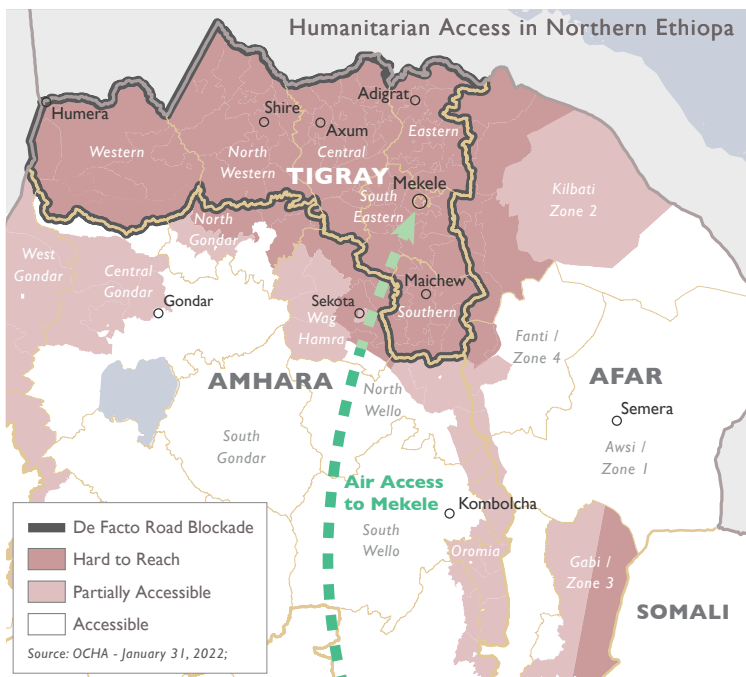 Humanitarian Access in Northern Ethiopa
Humera
Shire
Axum
Adigrat
Eastern
Western
North
Western
Central
TIGRAY
Mekele
South
Eastern
Kilbati
Zone 2
North
Gondar
West
Gondar
Central
Gondar
Gondar
Sekota
Wag
Hamra
Maichew
Southern
Fanti /
Zone 4
AMHARA
North
Wello
AFAR
Semera
South
Gondar
Awsi /
Zone 1
Air Access
to Mekele
Kombolcha
South
Wello
Oromia
Gabi /
Zone 3
SOMALI
De Facto Road Blockade
Hard to Reach
Partially Accessible
Accessible
Source: OCHA - January 31, 2022;